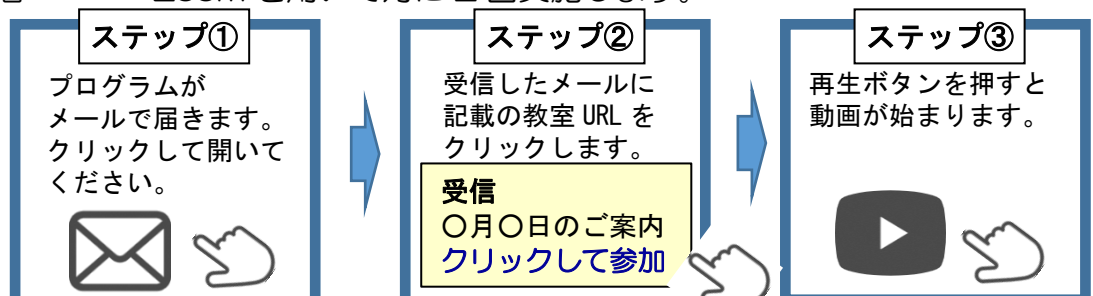 ステップ①
プログラムが
メールで届きます。
クリックして開いて
ください。
ステップ②
受信したメールに
記載の教室 URL を
クリックします。
受信
〇月〇日のご案内
クリックして参加
ステップ③
再生ボタンを押すと
動画が始まります。